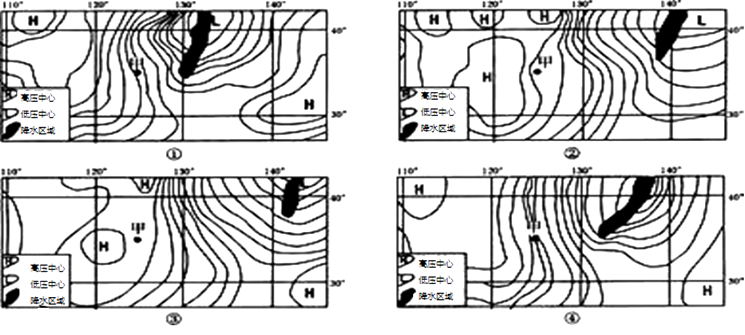 110° 120° 130° 140°
H L
40°
甲
H
30°
高压中心
低压中心
降水区域
①
110° 120° 130° 140°
H H H L
40°
H 甲
30°
高压中心
低压中心
降水区域
②
110° 120° 130° 140°
H
40°
甲
H
H 30°
高压中心
低压中心
降水区域
③
110° 120° 130° 140°
H
40°
甲
H 30°
高压中心
低压中心
降水区域
④